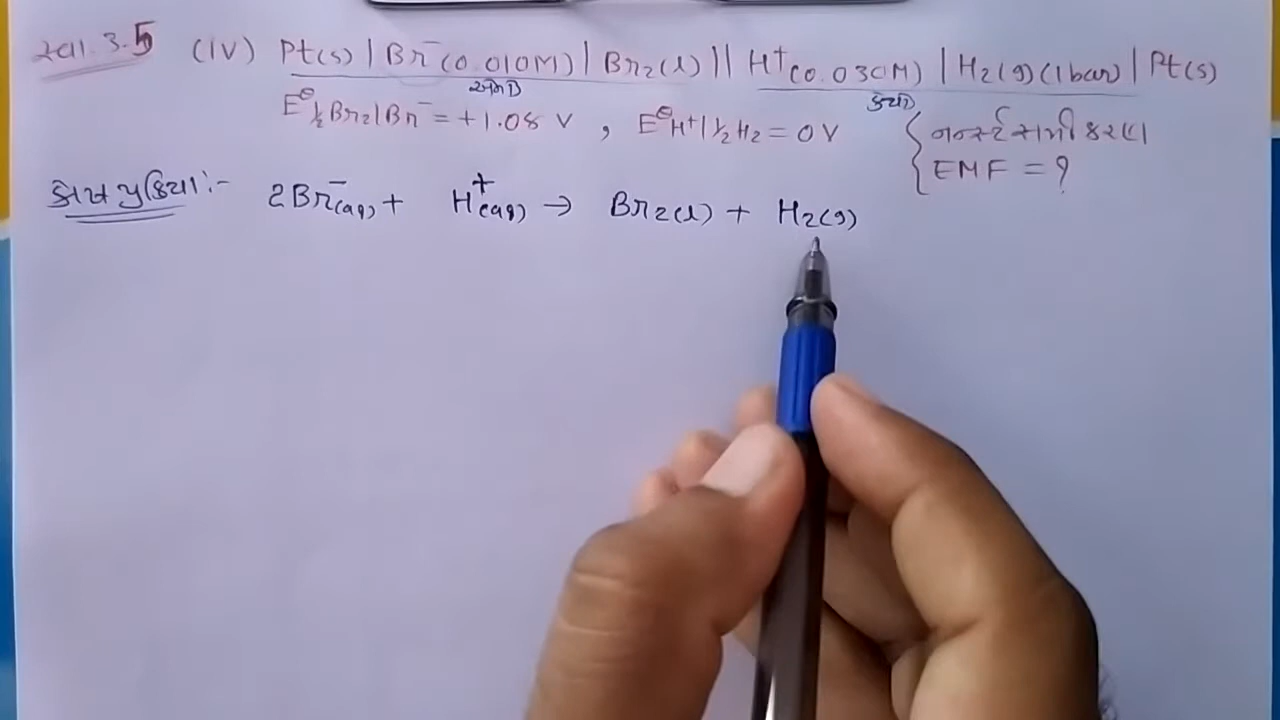 સ્વા.3.5 (iv) Pt(s) | Br⁻(0.010M) | Br₂(l) || H⁺(0.030M) | H₂(g)(1bar) | Pt(s)
એનોડ કેથોડ
E⊖ ½Br₂|Br⁻ = +1.08 V , E⊖H⁺|½H₂ = 0 V { નર્ન્સ્ટ સમીકરણ
EMF = ?
કોષ પ્રક્રિયા :- 2Br⁻(aq) + H⁺(aq) → Br₂(l) + H₂(g)